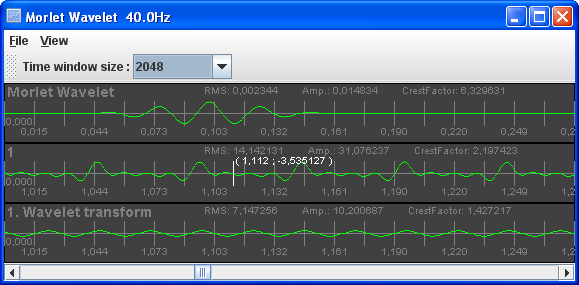 Morlet Wavelet 40.0Hz
File View
Time window size : 2048
Morlet Wavelet RMS: 0,002344 Amp.: 0,014834 CrestFactor: 6,329631
0,000
0,015 0,044 0,073 0,103 0,132 0,161 0,190 0,220 0,249 0,2
1 RMS: 14,142131 Amp.: 31,076237 CrestFactor: 2,197423
( 1,112 ; -3,535127 )
0,000
1,015 1,044 1,073 1,103 1,132 1,161 1,190 1,220 1,249 1,2
1. Wavelet transform RMS: 7,147256 Amp.: 10,200687 CrestFactor: 1,427217
0,000
1,015 1,044 1,073 1,103 1,132 1,161 1,190 1,220 1,249 1,2